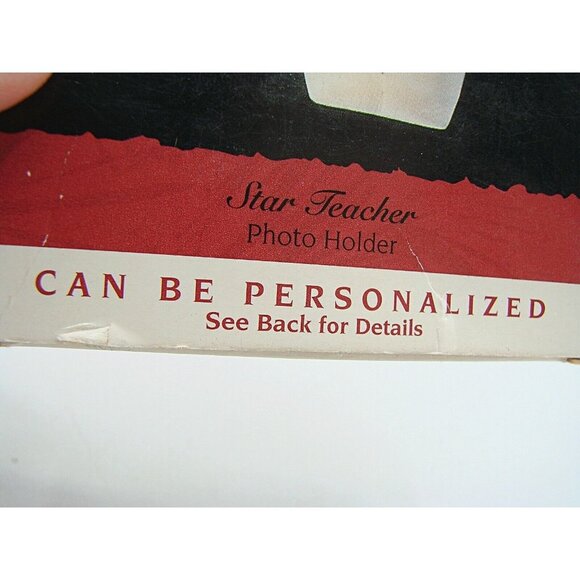 Star Teacher
Photo Holder
CAN BE PERSONALIZED
See Back for Details